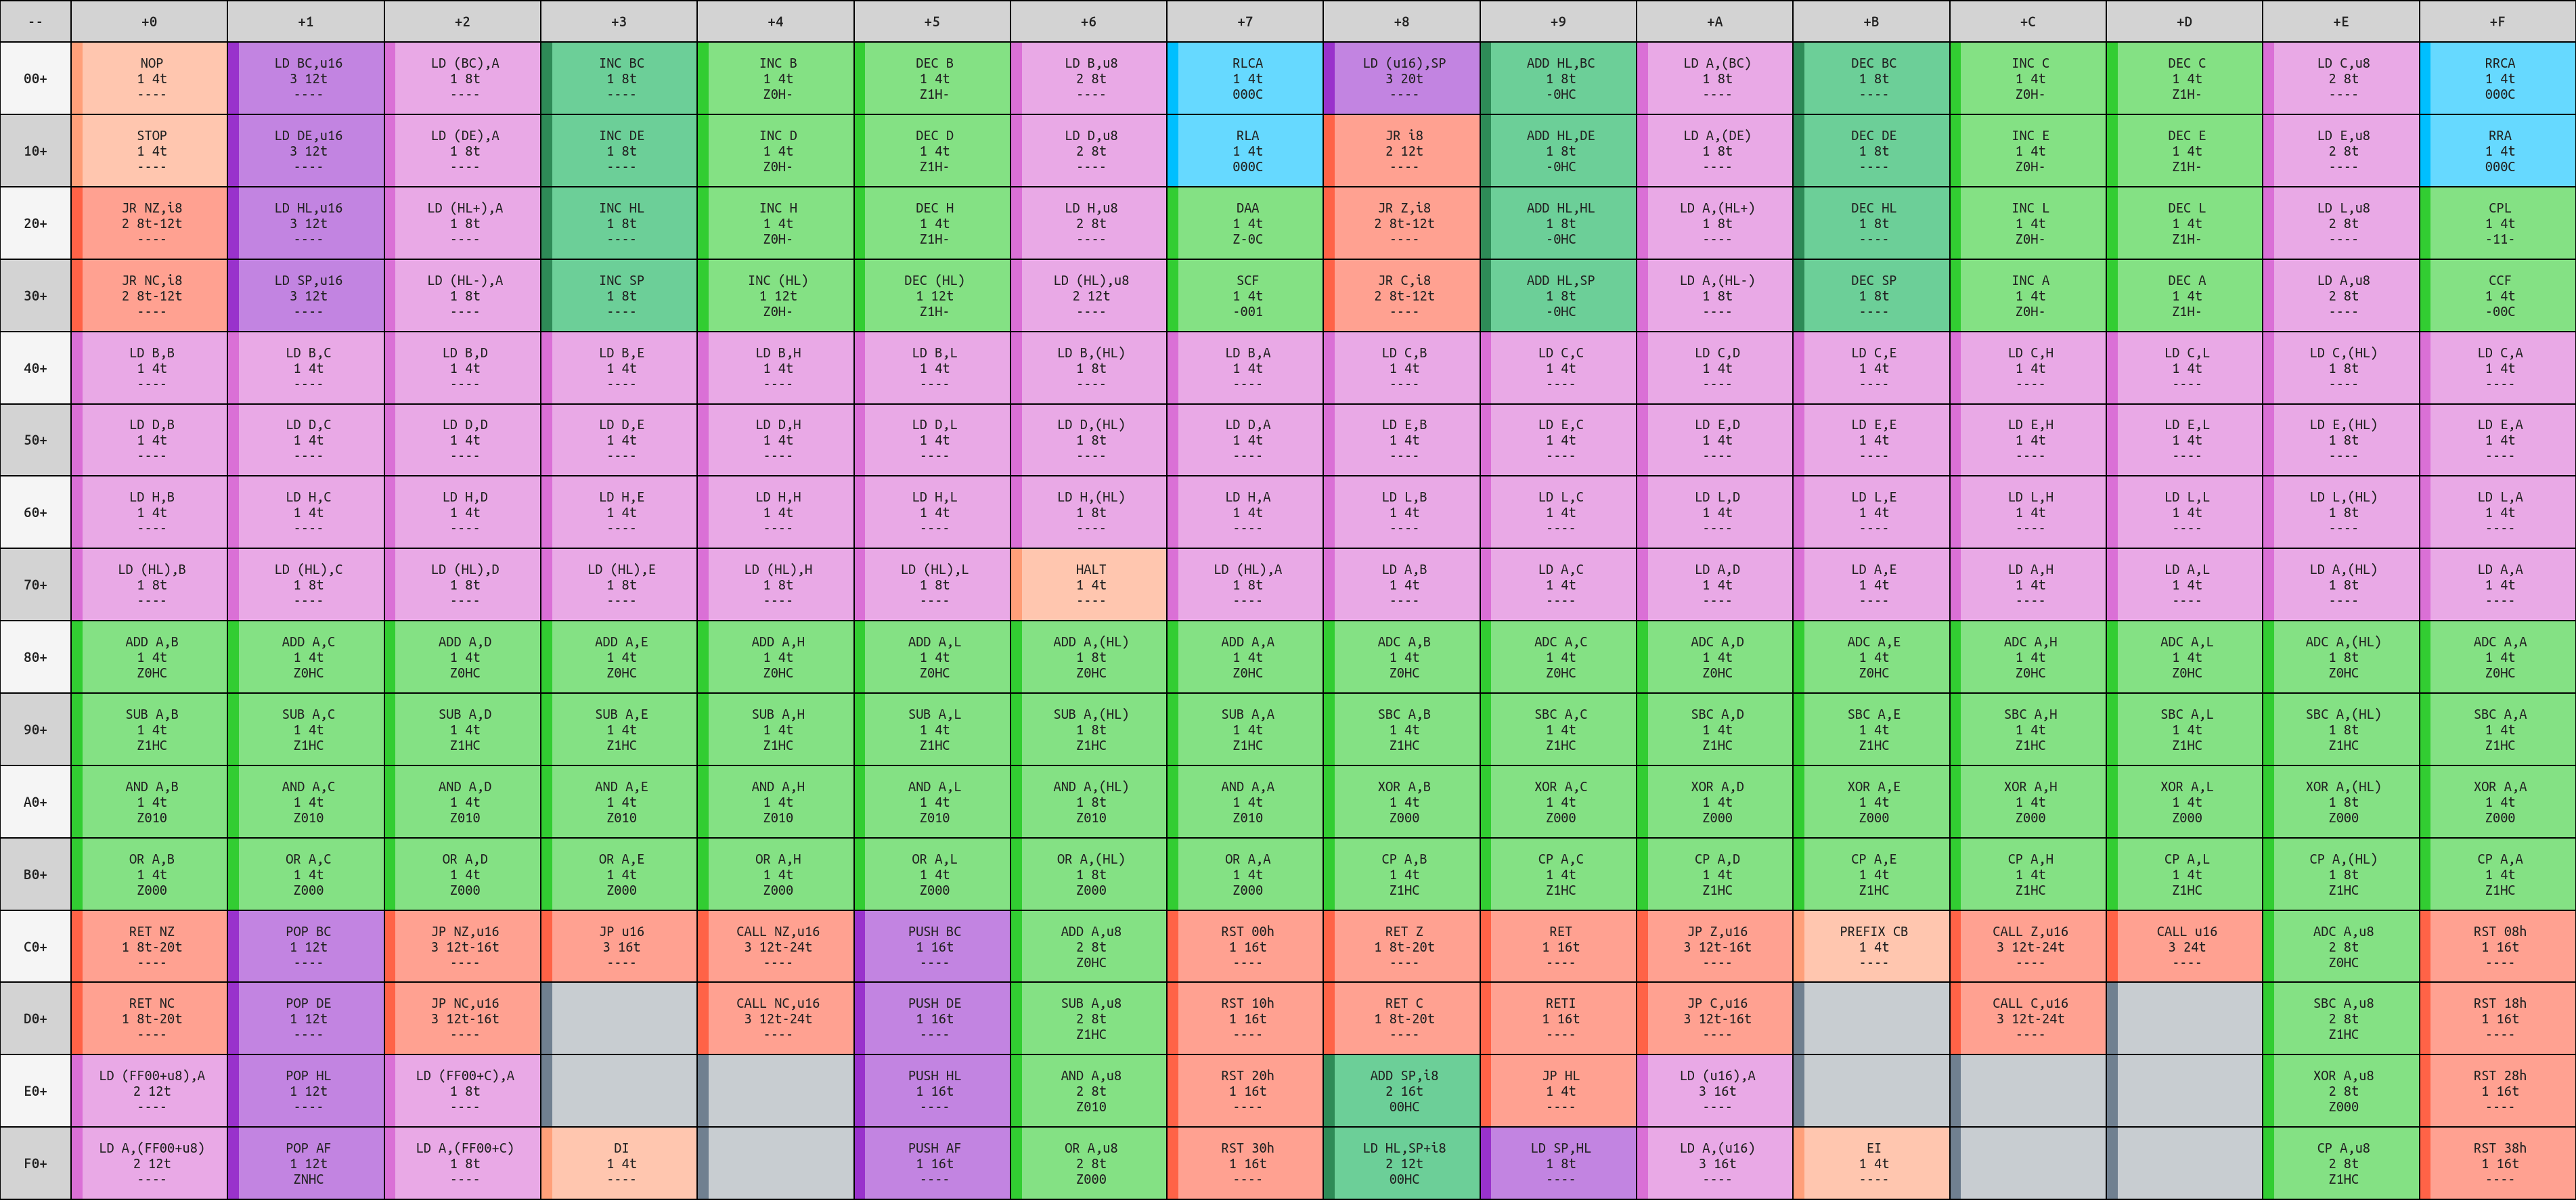 -- +0 +1 +2 +3 +4 +5 +6 +7 +8 +9 +A +B +C +D +E +F
NOP LD BC,u16 LD (BC),A INC BC INC B DEC B LD B,u8 RLCA LD (u16),SP ADD HL,BC LD A,(BC) DEC BC INC C DEC C LD C,u8 RRCA
00+ 1 4t 3 12t 1 8t 1 8t 1 4t 1 4t 2 8t 1 4t 3 20t 1 8t 1 8t 1 8t 1 4t 1 4t 2 8t 1 4t
---- ---- ---- ---- Z0H- Z1H- ---- 000C ---- -0HC ---- ---- Z0H- Z1H- ---- 000C
STOP LD DE,u16 LD (DE),A INC DE INC D DEC D LD D,u8 RLA JR i8 ADD HL,DE LD A,(DE) DEC DE INC E DEC E LD E,u8 RRA
10+ 1 4t 3 12t 1 8t 1 8t 1 4t 1 4t 2 8t 1 4t 2 12t 1 8t 1 8t 1 8t 1 4t 1 4t 2 8t 1 4t
---- ---- ---- ---- Z0H- Z1H- ---- 000C ---- -0HC ---- ---- Z0H- Z1H- ---- 000C
JR NZ,i8 LD HL,u16 LD (HL+),A INC HL INC H DEC H LD H,u8 DAA JR Z,i8 ADD HL,HL LD A,(HL+) DEC HL INC L DEC L LD L,u8 CPL
20+ 2 8t-12t 3 12t 1 8t 1 8t 1 4t 1 4t 2 8t 1 4t 2 8t-12t 1 8t 1 8t 1 8t 1 4t 1 4t 2 8t 1 4t
---- ---- ---- ---- Z0H- Z1H- ---- Z-0C ---- -0HC ---- ---- Z0H- Z1H- ---- -11-
JR NC,i8 LD SP,u16 LD (HL-),A INC SP INC (HL) DEC (HL) LD (HL),u8 SCF JR C,i8 ADD HL,SP LD A,(HL-) DEC SP INC A DEC A LD A,u8 CCF
30+ 2 8t-12t 3 12t 1 8t 1 8t 1 12t 1 12t 2 12t 1 4t 2 8t-12t 1 8t 1 8t 1 8t 1 4t 1 4t 2 8t 1 4t
---- ---- ---- ---- Z0H- Z1H- ---- -001 ---- -0HC ---- ---- Z0H- Z1H- ---- -00C
LD B,B LD B,C LD B,D LD B,E LD B,H LD B,L LD B,(HL) LD B,A LD C,B LD C,C LD C,D LD C,E LD C,H LD C,L LD C,(HL) LD C,A
40+ 1 4t 1 4t 1 4t 1 4t 1 4t 1 4t 1 8t 1 4t 1 4t 1 4t 1 4t 1 4t 1 4t 1 4t 1 8t 1 4t
---- ---- ---- ---- ---- ---- ---- ---- ---- ---- ---- ---- ---- ---- ---- ----
LD D,B LD D,C LD D,D LD D,E LD D,H LD D,L LD D,(HL) LD D,A LD E,B LD E,C LD E,D LD E,E LD E,H LD E,L LD E,(HL) LD E,A
50+ 1 4t 1 4t 1 4t 1 4t 1 4t 1 4t 1 8t 1 4t 1 4t 1 4t 1 4t 1 4t 1 4t 1 4t 1 8t 1 4t
---- ---- ---- ---- ---- ---- ---- ---- ---- ---- ---- ---- ---- ---- ---- ----
LD H,B LD H,C LD H,D LD H,E LD H,H LD H,L LD H,(HL) LD H,A LD L,B LD L,C LD L,D LD L,E LD L,H LD L,L LD L,(HL) LD L,A
60+ 1 4t 1 4t 1 4t 1 4t 1 4t 1 4t 1 8t 1 4t 1 4t 1 4t 1 4t 1 4t 1 4t 1 4t 1 8t 1 4t
---- ---- ---- ---- ---- ---- ---- ---- ---- ---- ---- ---- ---- ---- ---- ----
LD (HL),B LD (HL),C LD (HL),D LD (HL),E LD (HL),H LD (HL),L HALT LD (HL),A LD A,B LD A,C LD A,D LD A,E LD A,H LD A,L LD A,(HL) LD A,A
70+ 1 8t 1 8t 1 8t 1 8t 1 8t 1 8t 1 4t 1 8t 1 4t 1 4t 1 4t 1 4t 1 4t 1 4t 1 8t 1 4t
---- ---- ---- ---- ---- ---- ---- ---- ---- ---- ---- ---- ---- ---- ---- ----
ADD A,B ADD A,C ADD A,D ADD A,E ADD A,H ADD A,L ADD A,(HL) ADD A,A ADC A,B ADC A,C ADC A,D ADC A,E ADC A,H ADC A,L ADC A,(HL) ADC A,A
80+ 1 4t 1 4t 1 4t 1 4t 1 4t 1 4t 1 8t 1 4t 1 4t 1 4t 1 4t 1 4t 1 4t 1 4t 1 8t 1 4t
Z0HC Z0HC Z0HC Z0HC Z0HC Z0HC Z0HC Z0HC Z0HC Z0HC Z0HC Z0HC Z0HC Z0HC Z0HC Z0HC
SUB A,B SUB A,C SUB A,D SUB A,E SUB A,H SUB A,L SUB A,(HL) SUB A,A SBC A,B SBC A,C SBC A,D SBC A,E SBC A,H SBC A,L SBC A,(HL) SBC A,A
90+ 1 4t 1 4t 1 4t 1 4t 1 4t 1 4t 1 8t 1 4t 1 4t 1 4t 1 4t 1 4t 1 4t 1 4t 1 8t 1 4t
Z1HC Z1HC Z1HC Z1HC Z1HC Z1HC Z1HC Z1HC Z1HC Z1HC Z1HC Z1HC Z1HC Z1HC Z1HC Z1HC
AND A,B AND A,C AND A,D AND A,E AND A,H AND A,L AND A,(HL) AND A,A XOR A,B XOR A,C XOR A,D XOR A,E XOR A,H XOR A,L XOR A,(HL) XOR A,A
A0+ 1 4t 1 4t 1 4t 1 4t 1 4t 1 4t 1 8t 1 4t 1 4t 1 4t 1 4t 1 4t 1 4t 1 4t 1 8t 1 4t
Z010 Z010 Z010 Z010 Z010 Z010 Z010 Z010 Z000 Z000 Z000 Z000 Z000 Z000 Z000 Z000
OR A,B OR A,C OR A,D OR A,E OR A,H OR A,L OR A,(HL) OR A,A CP A,B CP A,C CP A,D CP A,E CP A,H CP A,L CP A,(HL) CP A,A
B0+ 1 4t 1 4t 1 4t 1 4t 1 4t 1 4t 1 8t 1 4t 1 4t 1 4t 1 4t 1 4t 1 4t 1 4t 1 8t 1 4t
Z000 Z000 Z000 Z000 Z000 Z000 Z000 Z000 Z1HC Z1HC Z1HC Z1HC Z1HC Z1HC Z1HC Z1HC
RET NZ POP BC JP NZ,u16 JP u16 CALL NZ,u16 PUSH BC ADD A,u8 RST 00h RET Z RET JP Z,u16 PREFIX CB CALL Z,u16 CALL u16 ADC A,u8 RST 08h
C0+ 1 8t-20t 1 12t 3 12t-16t 3 16t 3 12t-24t 1 16t 2 8t 1 16t 1 8t-20t 1 16t 3 12t-16t 1 4t 3 12t-24t 3 24t 2 8t 1 16t
---- ---- ---- ---- ---- ---- Z0HC ---- ---- ---- ---- ---- ---- ---- Z0HC ----
RET NC POP DE JP NC,u16 CALL NC,u16 PUSH DE SUB A,u8 RST 10h RET C RETI JP C,u16 CALL C,u16 SBC A,u8 RST 18h
D0+ 1 8t-20t 1 12t 3 12t-16t 3 12t-24t 1 16t 2 8t 1 16t 1 8t-20t 1 16t 3 12t-16t 3 12t-24t 2 8t 1 16t
---- ---- ---- ---- ---- Z1HC ---- ---- ---- ---- ---- Z1HC ----
LD (FF00+u8),A POP HL LD (FF00+C),A PUSH HL AND A,u8 RST 20h ADD SP,i8 JP HL LD (u16),A XOR A,u8 RST 28h
E0+ 2 12t 1 12t 1 8t 1 16t 2 8t 1 16t 2 16t 1 4t 3 16t 2 8t 1 16t
---- ---- ---- ---- Z010 ---- 00HC ---- ---- Z000 ----
LD A,(FF00+u8) POP AF LD A,(FF00+C) DI PUSH AF OR A,u8 RST 30h LD HL,SP+i8 LD SP,HL LD A,(u16) EI CP A,u8 RST 38h
F0+ 2 12t 1 12t 1 8t 1 4t 1 16t 2 8t 1 16t 2 12t 1 8t 3 16t 1 4t 2 8t 1 16t
---- ZNHC ---- ---- ---- Z000 ---- 00HC ---- ---- ---- Z1HC ----